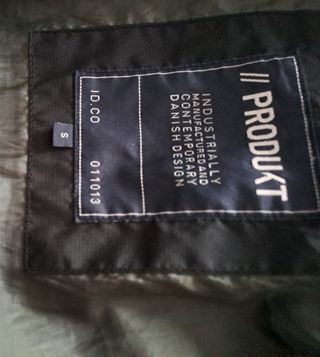 // PRODUKT
INDUSTRIALLY
MANUFACTURED AND
CONTEMPORARY
DANISH DESIGN
ID.CO 011013
S